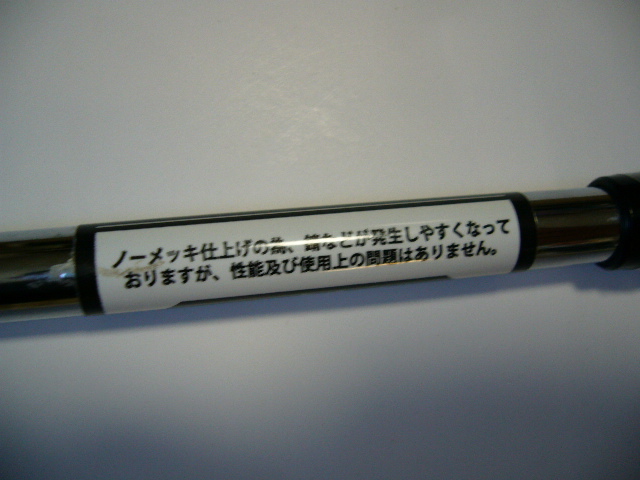 ノーメッキ仕上げの為、錆などが発生しやすくなって
おりますが、性能及び使用上の問題はありません。